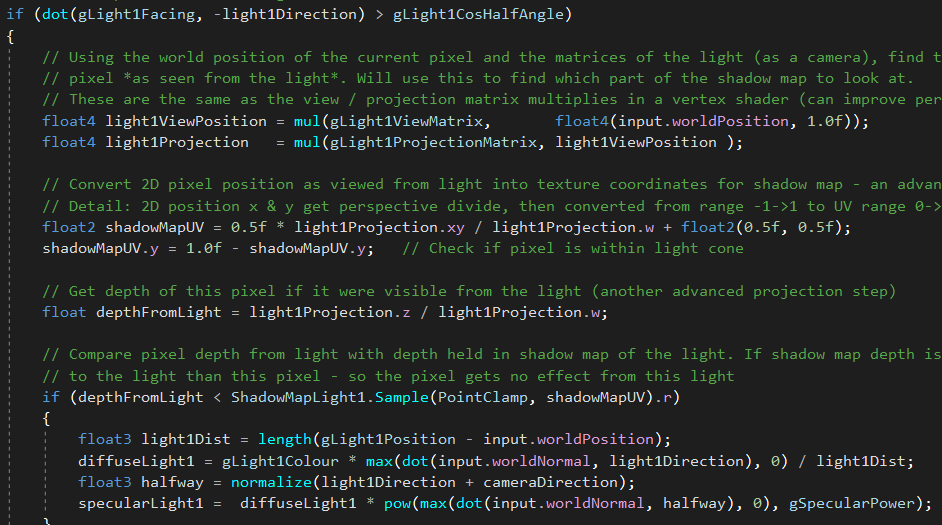 if (dot(gLight1Facing, -light1Direction) > gLight1CosHalfAngle)
{
// Using the world position of the current pixel and the matrices of the light (as a camera), find t
// pixel *as seen from the light*. Will use this to find which part of the shadow map to look at.
// These are the same as the view / projection matrix multiplies in a vertex shader (can improve per
float4 light1ViewPosition = mul(gLight1ViewMatrix,       float4(input.worldPosition, 1.0f));
float4 light1Projection   = mul(gLight1ProjectionMatrix, light1ViewPosition );
// Convert 2D pixel position as viewed from light into texture coordinates for shadow map - an advan
// Detail: 2D position x & y get perspective divide, then converted from range -1->1 to UV range 0->
float2 shadowMapUV = 0.5f * light1Projection.xy / light1Projection.w + float2(0.5f, 0.5f);
shadowMapUV.y = 1.0f - shadowMapUV.y;   // Check if pixel is within light cone
// Get depth of this pixel if it were visible from the light (another advanced projection step)
float depthFromLight = light1Projection.z / light1Projection.w;
// Compare pixel depth from light with depth held in shadow map of the light. If shadow map depth is
// to the light than this pixel - so the pixel gets no effect from this light
if (depthFromLight < ShadowMapLight1.Sample(PointClamp, shadowMapUV).r)
{
float3 light1Dist = length(gLight1Position - input.worldPosition);
diffuseLight1 = gLight1Colour * max(dot(input.worldNormal, light1Direction), 0) / light1Dist;
float3 halfway = normalize(light1Direction + cameraDirection);
specularLight1 =  diffuseLight1 * pow(max(dot(input.worldNormal, halfway), 0), gSpecularPower);
}